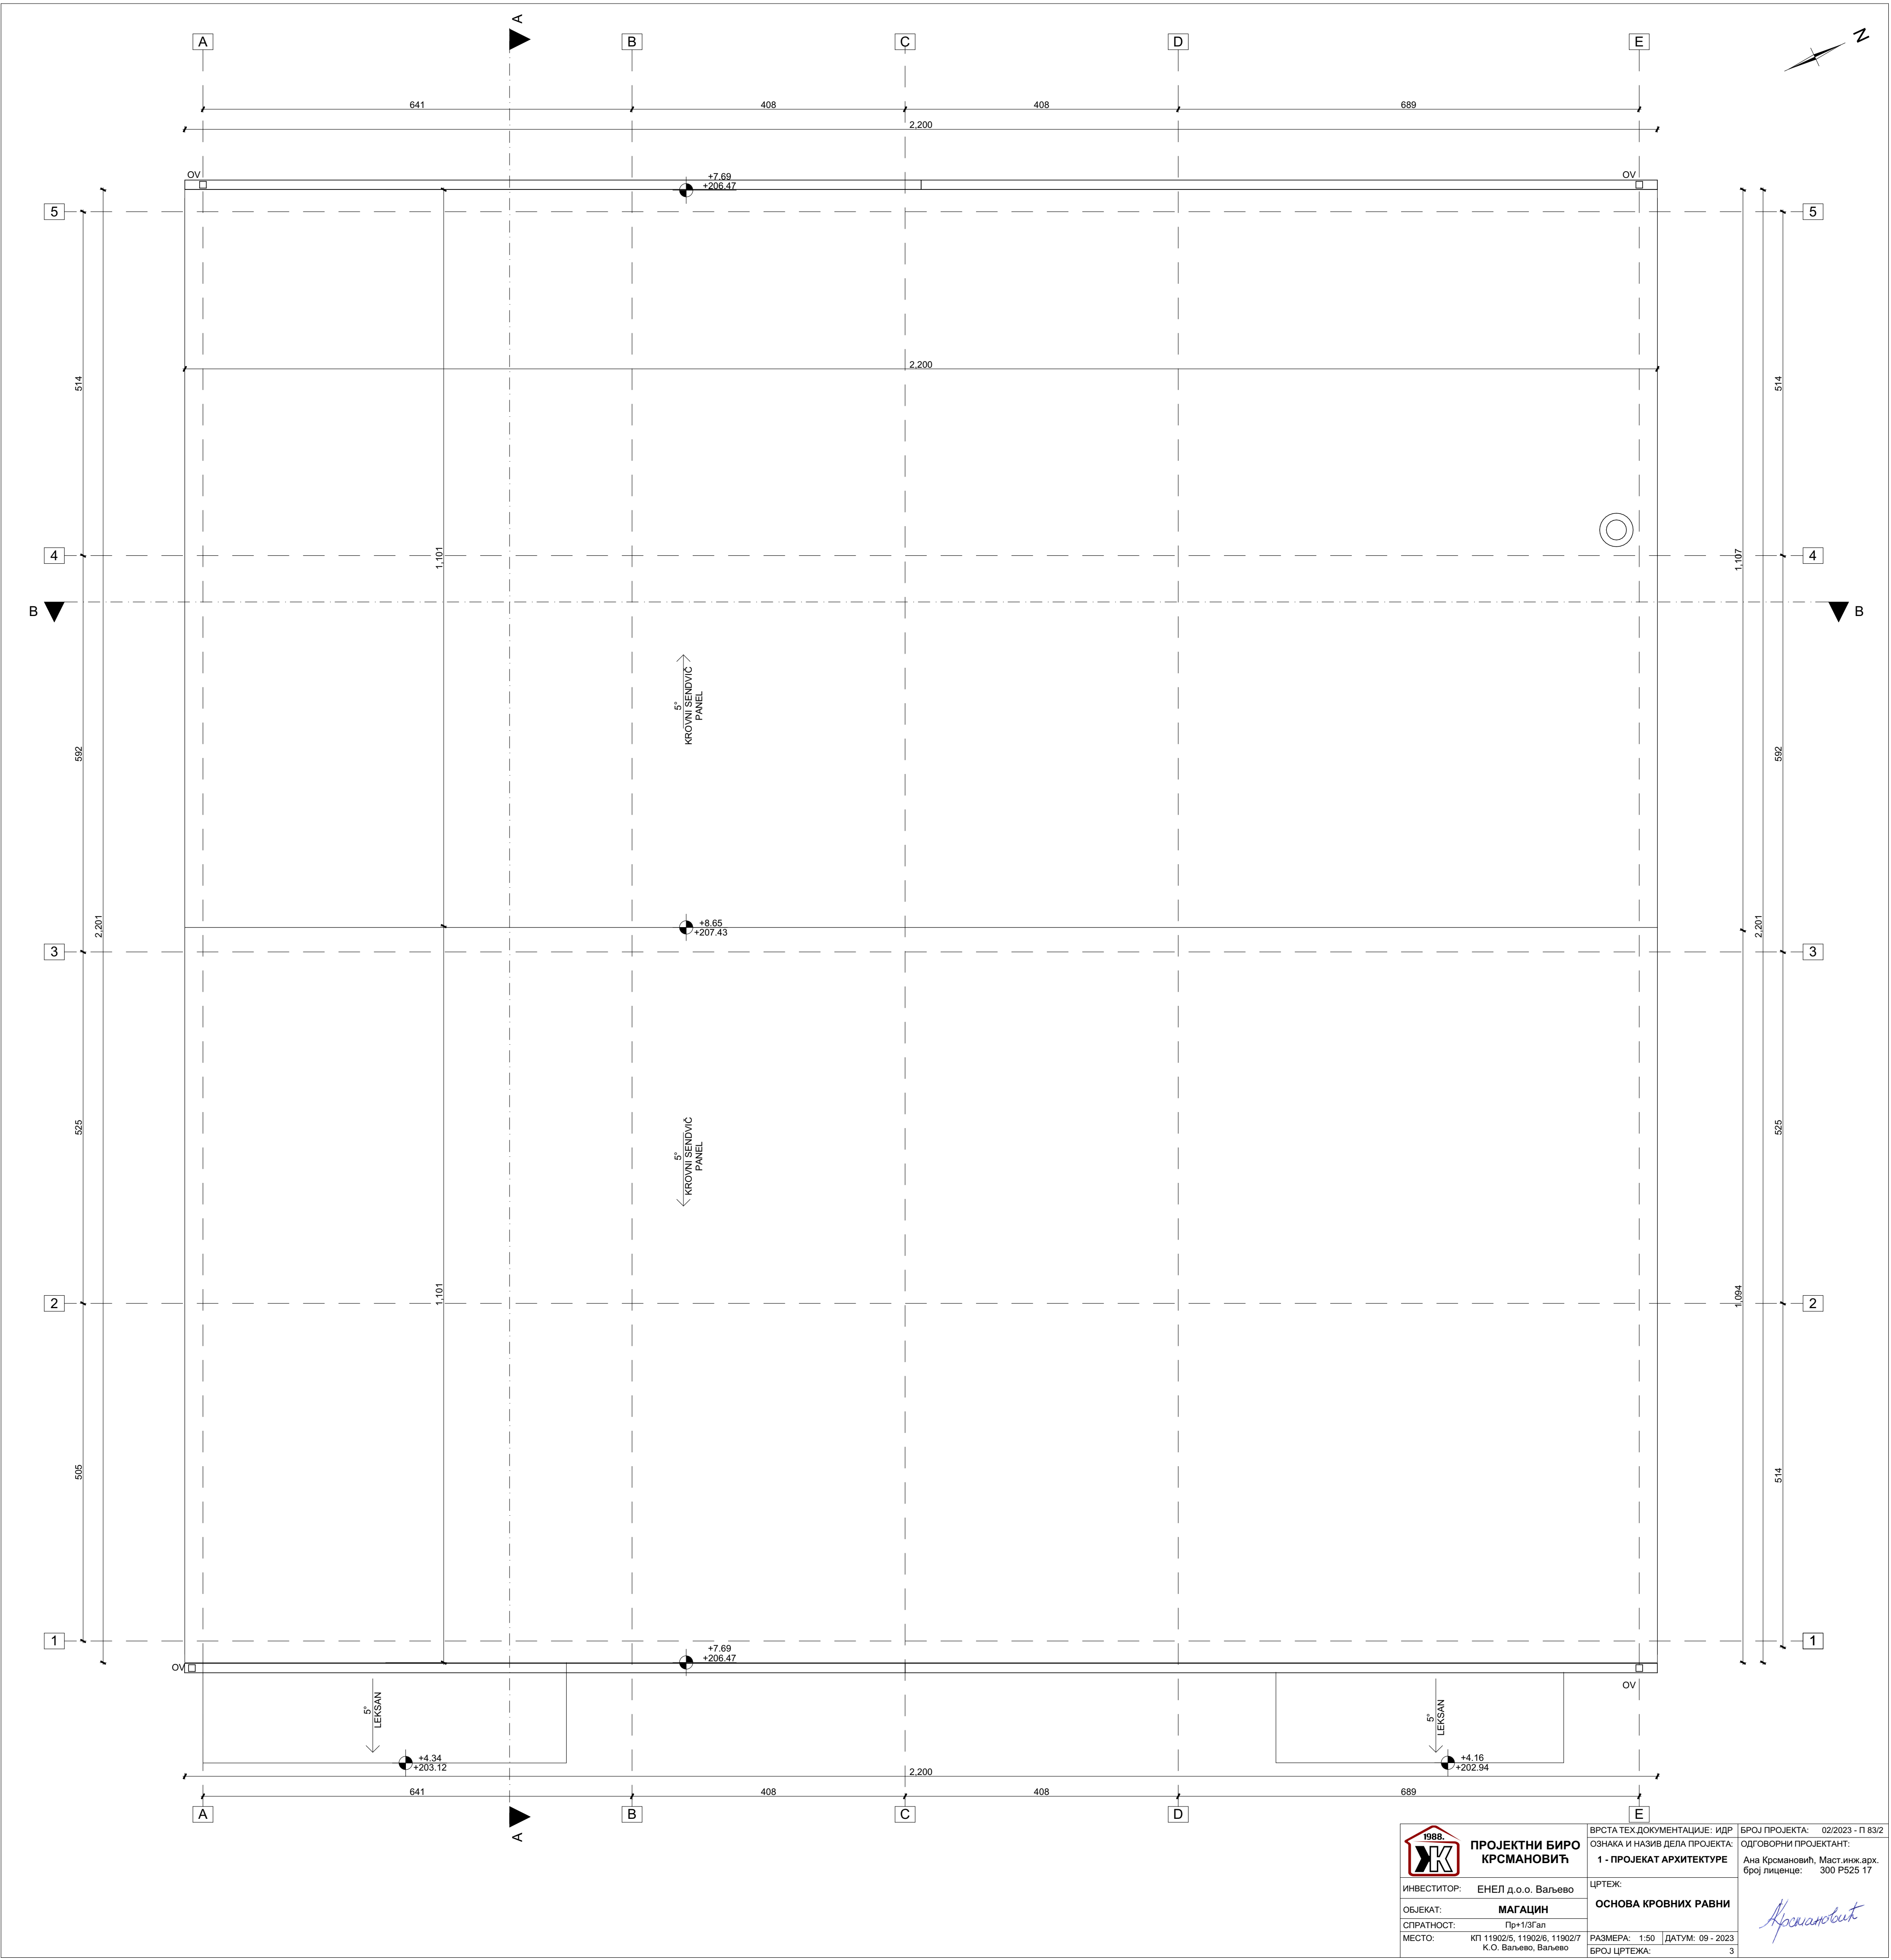 A
A
B
C
D
E
N
641
408
408
689
2,200
OV
+7.69
+206.47
OV
5
5
2,200
514
514
4
1,101
1,107
4
B
B
5°
KROVNI SENDVIČ
PANEL
592
592
2,201
+8.65
+207.43
2,201
3
3
525
5°
KROVNI SENDVIČ
PANEL
525
2
1,101
1,094
2
505
514
1
+7.69
+206.47
1
OV
OV
5°
LEKSAN
5°
LEKSAN
+4.34
+203.12
+4.16
+202.94
2,200
641
408
408
689
A
A
B
C
D
E
1988.
ПРОЈЕКТНИ БИРО
КРСМАНОВИЋ
ВРСТА ТЕХ.ДОКУМЕНТАЦИЈЕ: ИДР
БРОЈ ПРОЈЕКТА: 02/2023 - П 83/2
ОЗНАКА И НАЗИВ ДЕЛА ПРОЈЕКТА:
1 - ПРОЈЕКАТ АРХИТЕКТУРЕ
ОДГОВОРНИ ПРОЈЕКТАНТ:
Ана Крсмановић, Маст.инж.арх.
број лиценце: 300 P525 17
ИНВЕСТИТОР: ЕНЕЛ д.о.о. Ваљево
ЦРТЕЖ:
ОСНОВА КРОВНИХ РАВНИ
ОБЈЕКАТ: МАГАЦИН
СПРАТНОСТ: Пр+1/3Гал
МЕСТО: КП 11902/5, 11902/6, 11902/7
К.О. Ваљево, Ваљево
РАЗМЕРА: 1:50
ДАТУМ: 09 - 2023
БРОЈ ЦРТЕЖА: 3
Крсмановић